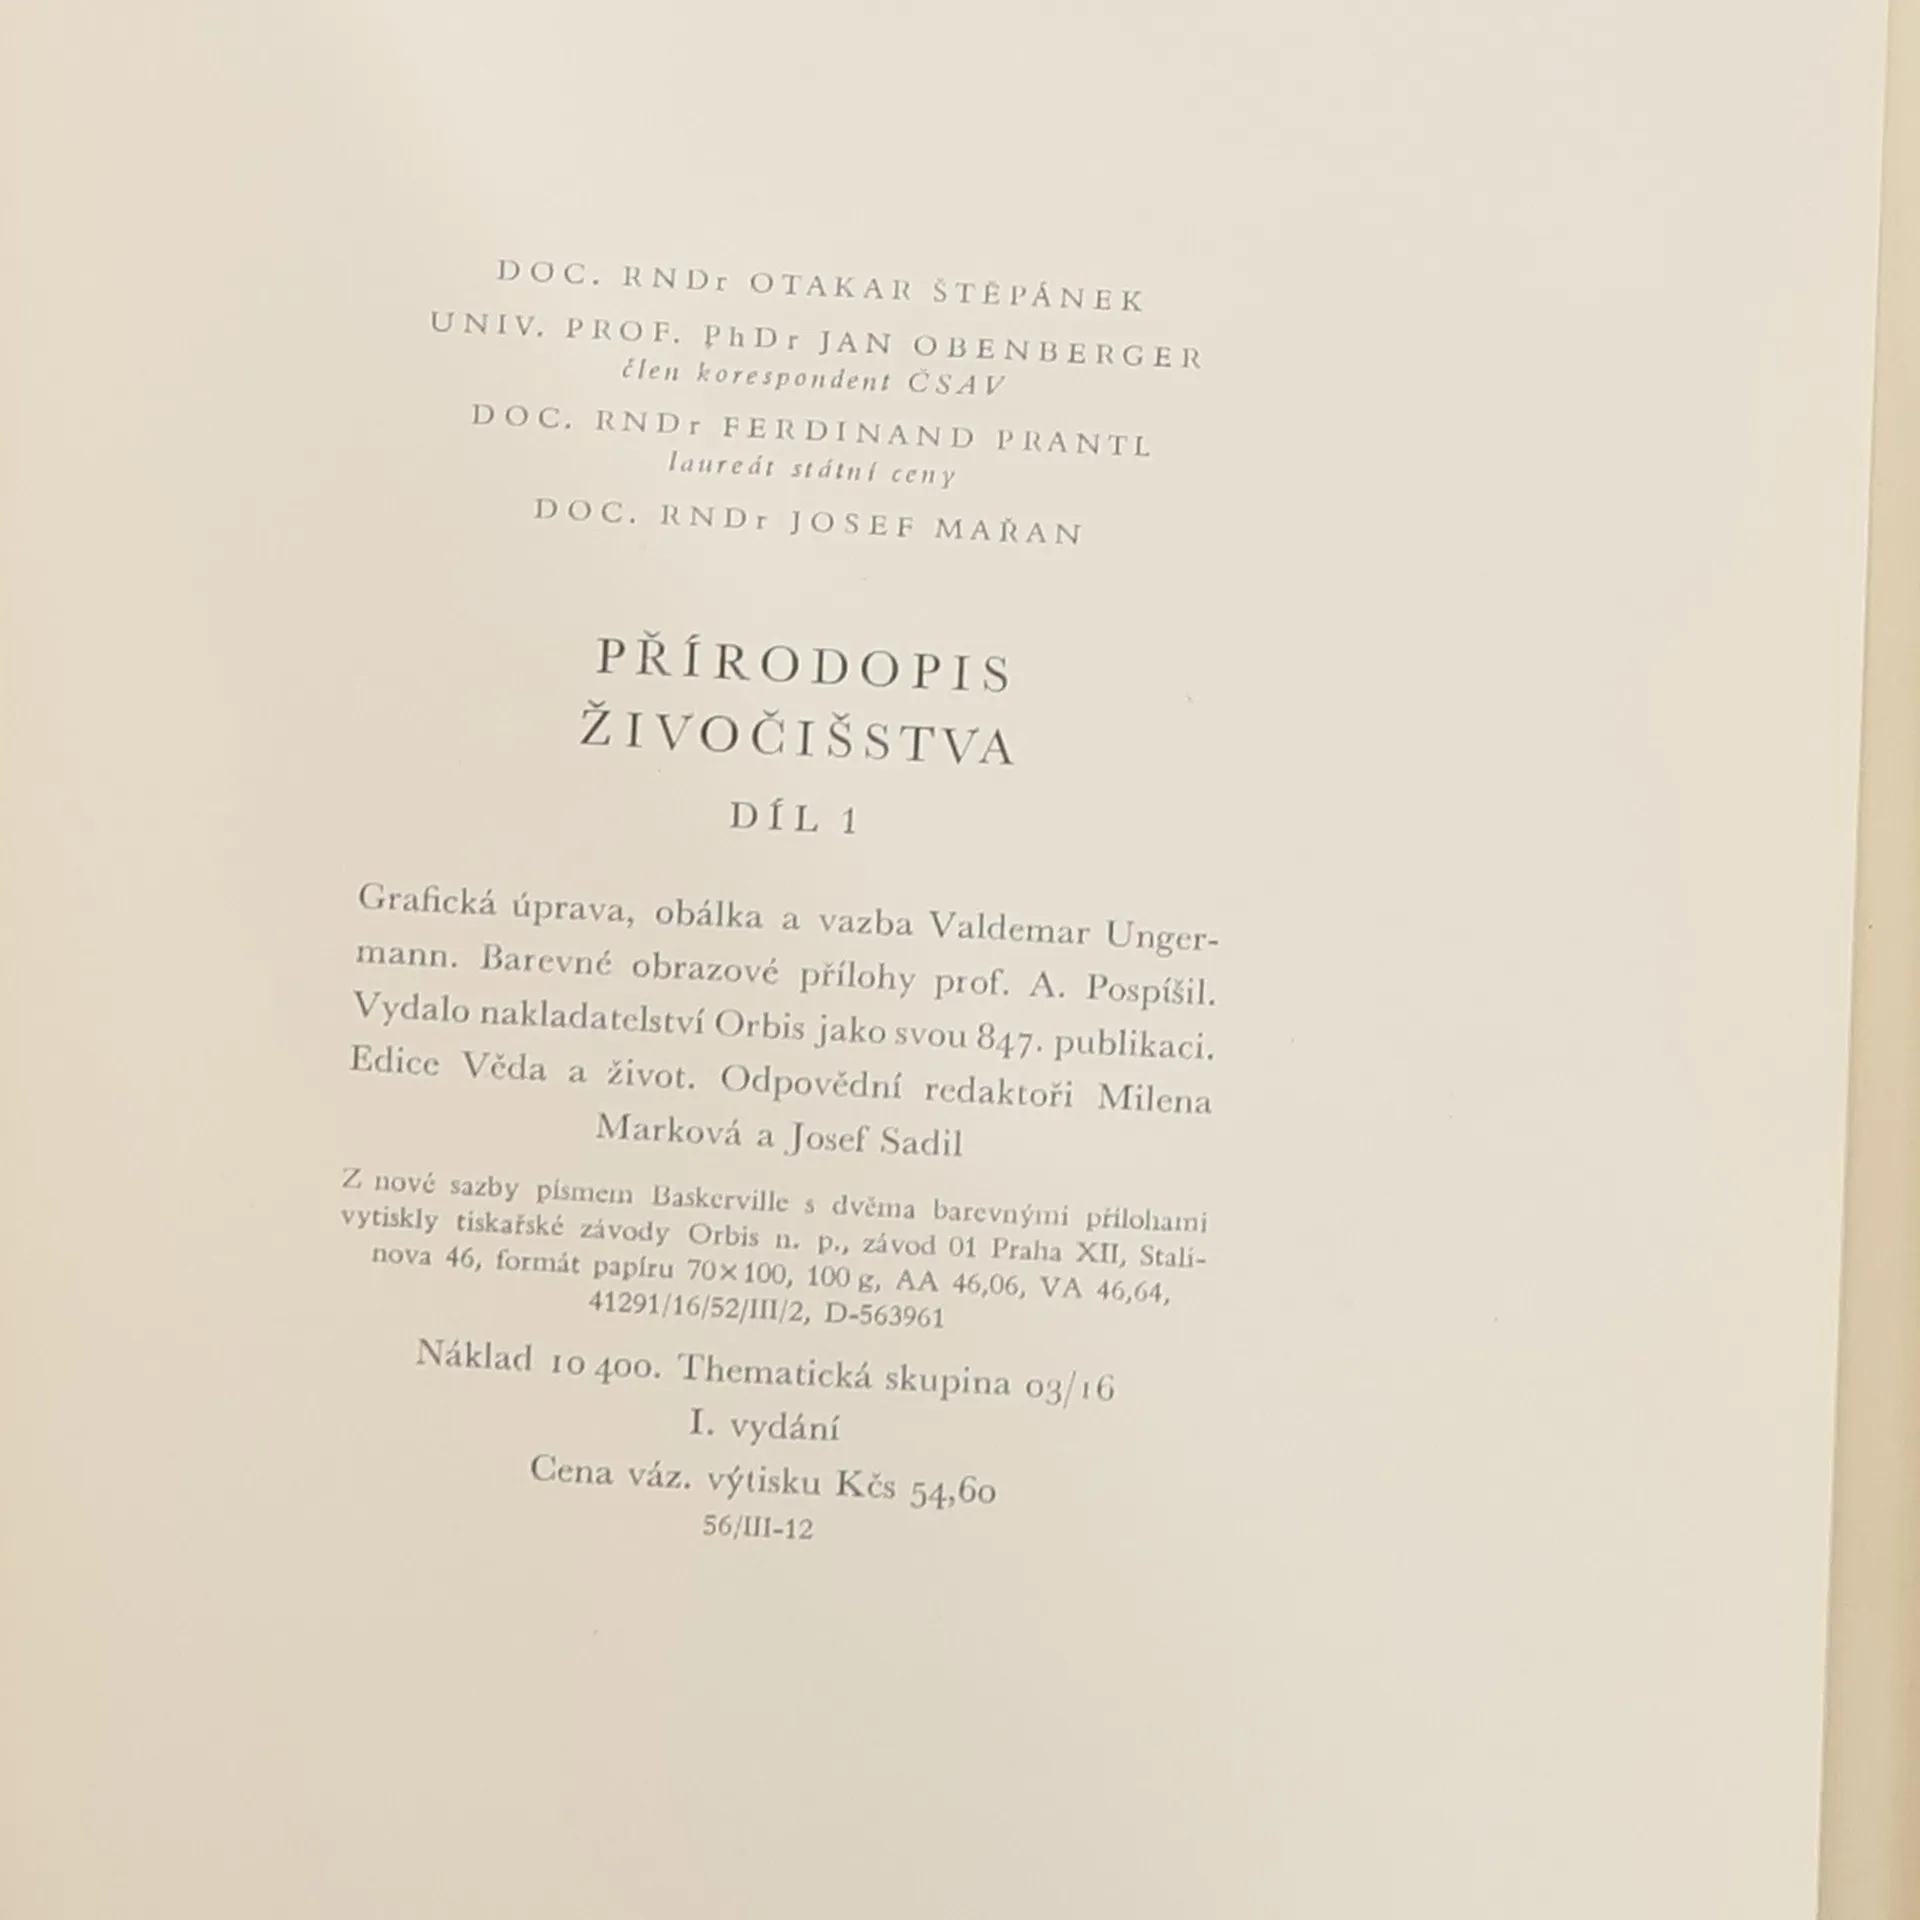 DOC. RNDr OTAKAR ŠTĚPÁNEK
UNIV. PROF. PhDr JAN OBENBERGER
člen korespondent ČSAV
DOC. RNDr FERDINAND PRANTL
laureát státní ceny
DOC. RNDr JOSEF MAŘAN
PŘÍRODOPIS
ŽIVOČIŠSTVA
DÍL 1
Grafická úprava, obálka a vazba Valdemar Unger-
mann. Barevné obrazové přílohy prof. A. Pospíšil.
Vydalo nakladatelství Orbis jako svou 847. publikaci.
Edice Věda a život. Odpovědní redaktoři Milena
Marková a Josef Sadil
Z nové sazby písmem Baskerville s dvěma barevnými přílohami
vytiskly tiskařské závody Orbis n. p., závod 01 Praha XII, Stali-
nova 46, formát papíru 70×100, 100 g, AA 46,06, VA 46,64,
41291/16/52/III/2, D-563961
Náklad 10 400. Thematická skupina 03/16
I. vydání
Cena váz. výtisku Kčs 54,60
56/III-12